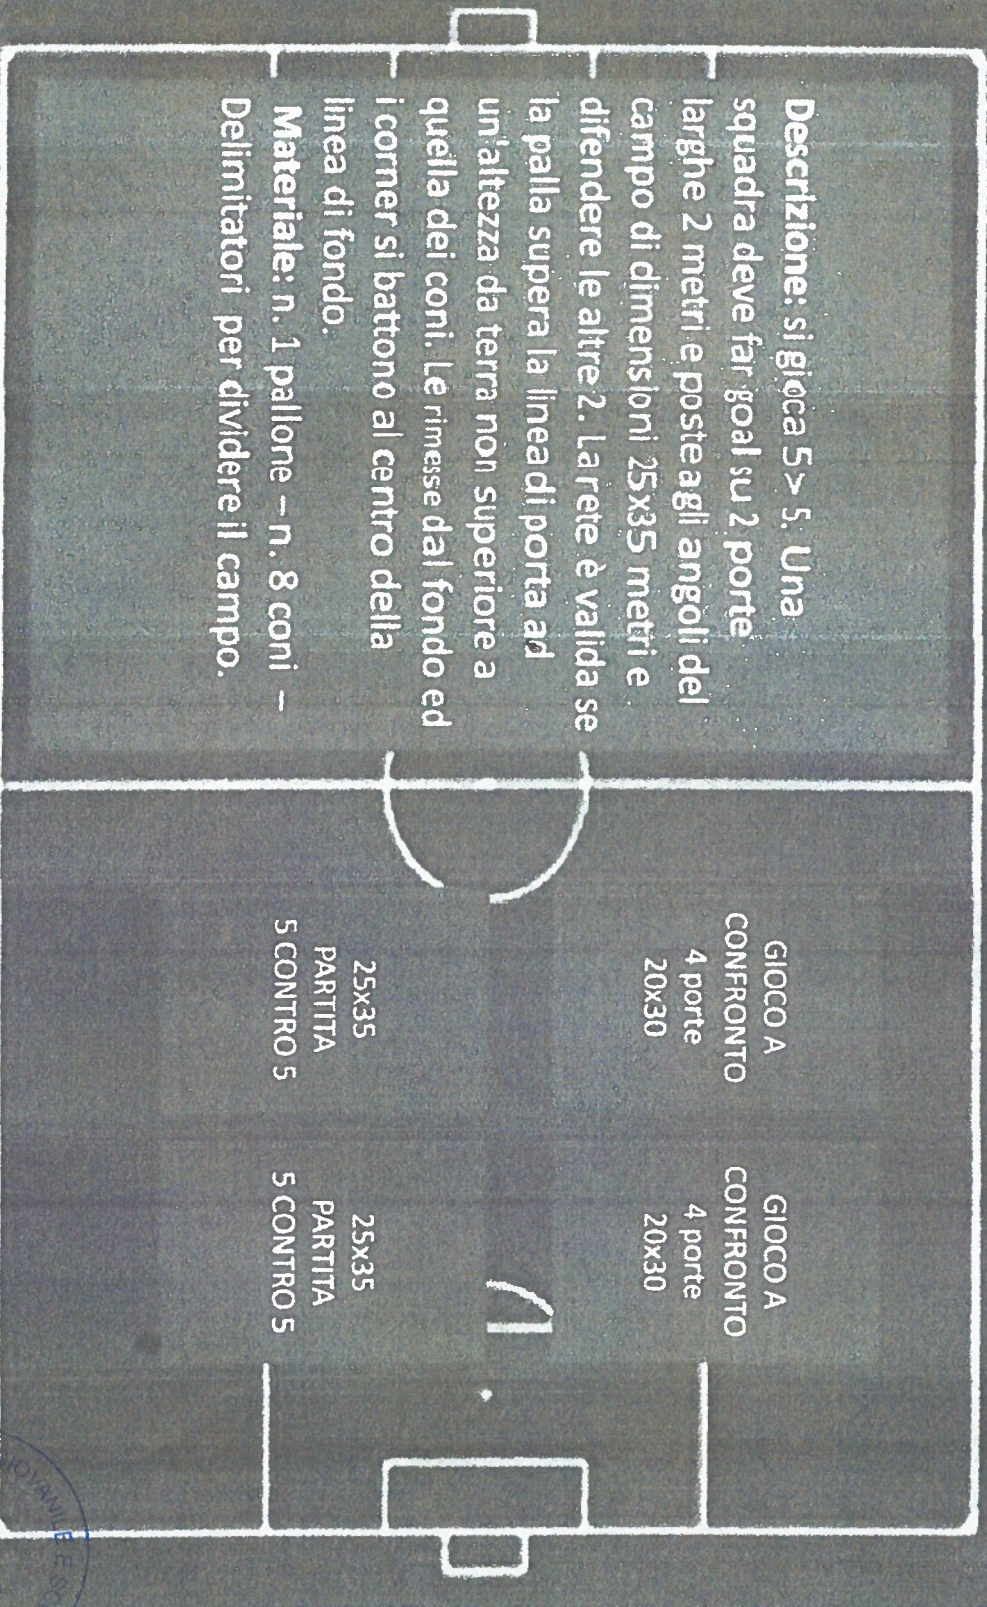 Descrizione: si gioca 5 > 5. Una
squadra deve far goal su 2 porte
larghe 2 metri e poste agli angoli del
campo di dimensioni 25x35 metri e
difendere le altre 2. La rete è valida se
la palla supera la linea di porta ad
un'altezza da terra non superiore a
quella dei coni. Le rimesse dal fondo ed
i corner si battono al centro della
linea di fondo.
Materiale: n. 1 pallone – n. 8 coni –
Delimitatori per dividere il campo.
GIOCO A
CONFRONTO
4 porte
20x30
GIOCO A
CONFRONTO
4 porte
20x30
25x35
PARTITA
5 CONTRO 5
25x35
PARTITA
5 CONTRO 5